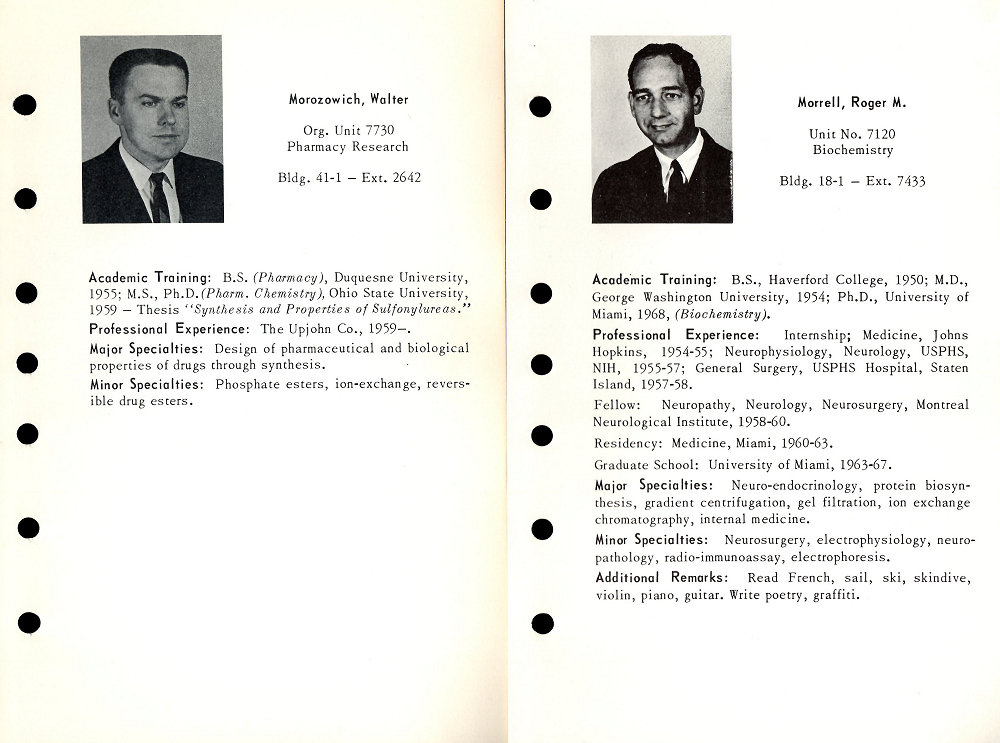 Morozowich, Walter
Org. Unit 7730
Pharmacy Research
Bldg. 41-1 – Ext. 2642
Academic Training: B.S. (Pharmacy), Duquesne University,
1955; M.S., Ph.D. (Pharm. Chemistry), Ohio State University,
1959 – Thesis "Synthesis and Properties of Sulfonylureas."
Professional Experience: The Upjohn Co., 1959–.
Major Specialties: Design of pharmaceutical and biological
properties of drugs through synthesis.
Minor Specialties: Phosphate esters, ion-exchange, revers-
ible drug esters.
Morrell, Roger M.
Unit No. 7120
Biochemistry
Bldg. 18-1 – Ext. 7433
Academic Training: B.S., Haverford College, 1950; M.D.,
George Washington University, 1954; Ph.D., University of
Miami, 1968, (Biochemistry).
Professional Experience: Internship; Medicine, Johns
Hopkins, 1954-55; Neurophysiology, Neurology, USPHS,
NIH, 1955-57; General Surgery, USPHS Hospital, Staten
Island, 1957-58.
Fellow: Neuropathy, Neurology, Neurosurgery, Montreal
Neurological Institute, 1958-60.
Residency: Medicine, Miami, 1960-63.
Graduate School: University of Miami, 1963-67.
Major Specialties: Neuro-endocrinology, protein biosyn-
thesis, gradient centrifugation, gel filtration, ion exchange
chromatography, internal medicine.
Minor Specialties: Neurosurgery, electrophysiology, neuro-
pathology, radio-immunoassay, electrophoresis.
Additional Remarks: Read French, sail, ski, skindive,
violin, piano, guitar. Write poetry, graffiti.